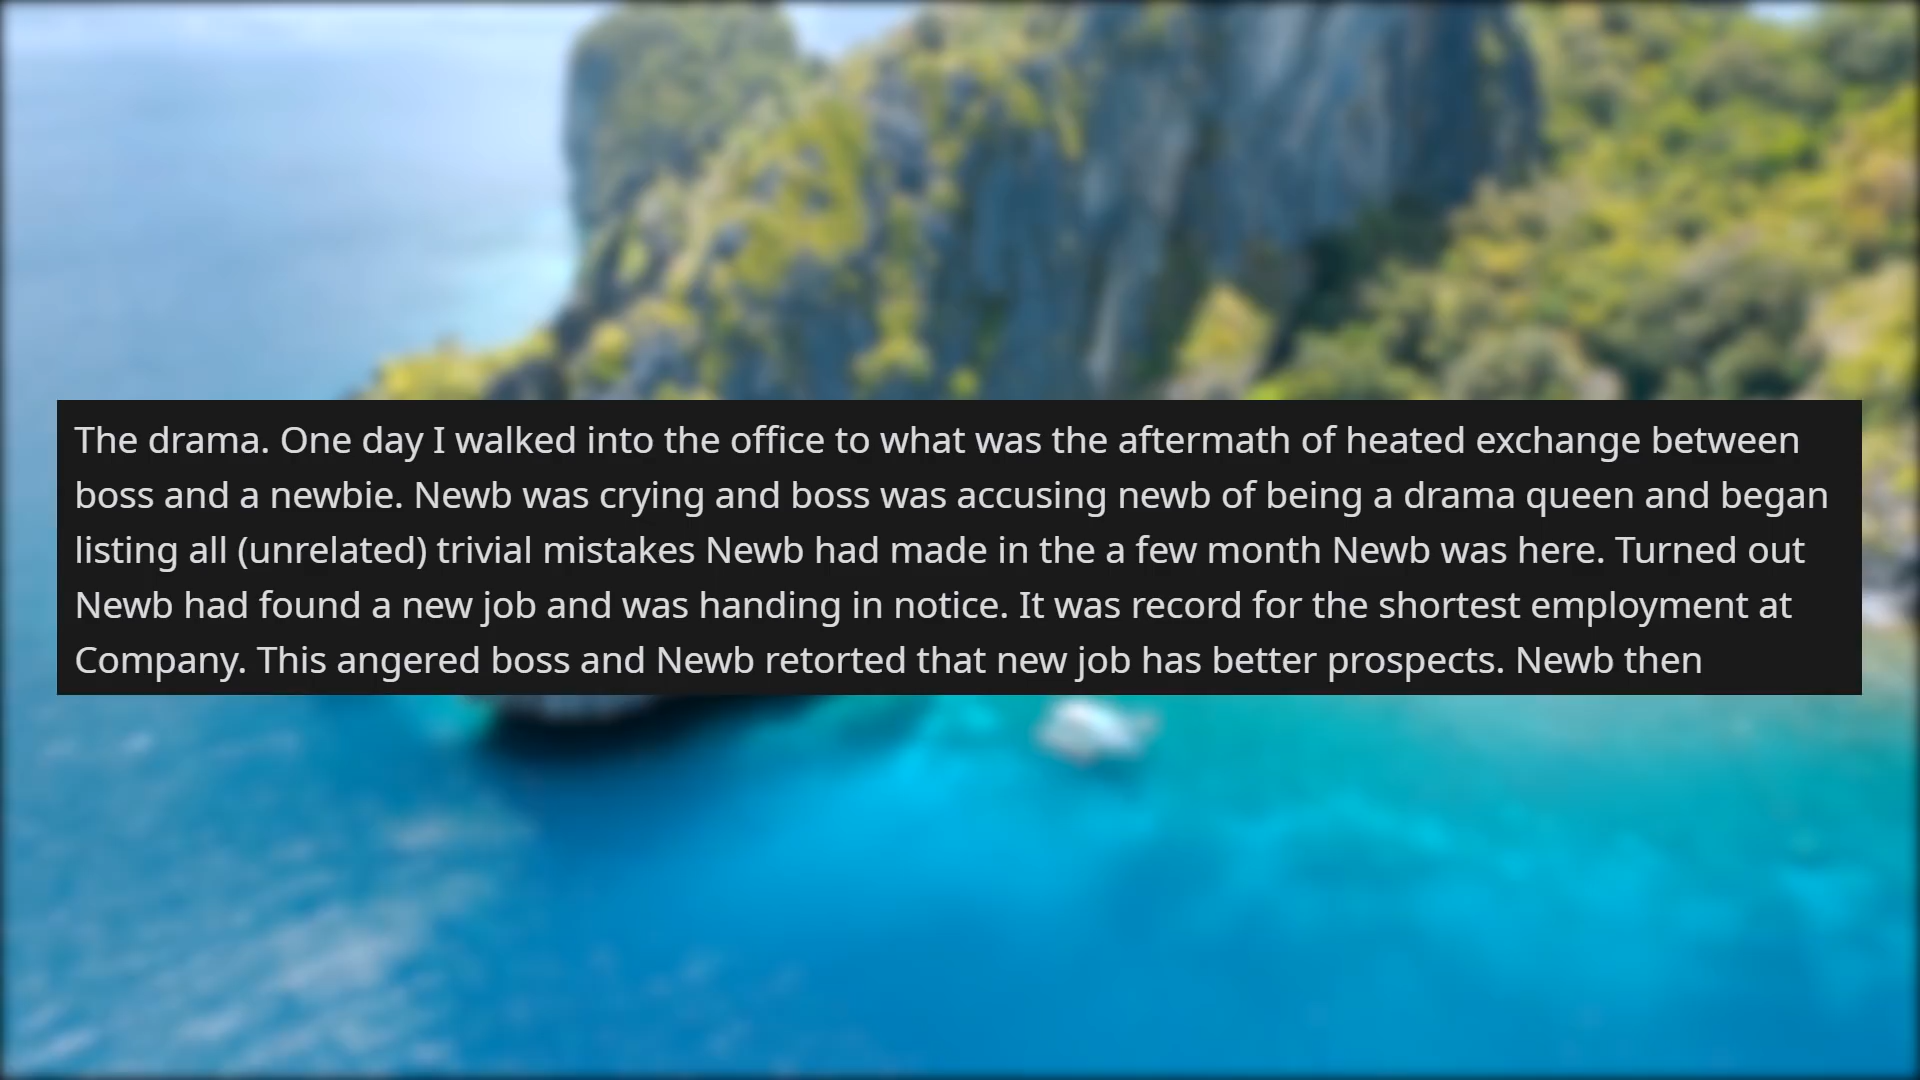 The drama. One day I walked into the office to what was the aftermath of heated exchange between
boss and a newbie. Newb was crying and boss was accusing newb of being a drama queen and began
listing all (unrelated) trivial mistakes Newb had made in the a few month Newb was here. Turned out
Newb had found a new job and was handing in notice. It was record for the shortest employment at
Company. This angered boss and Newb retorted that new job has better prospects. Newb then